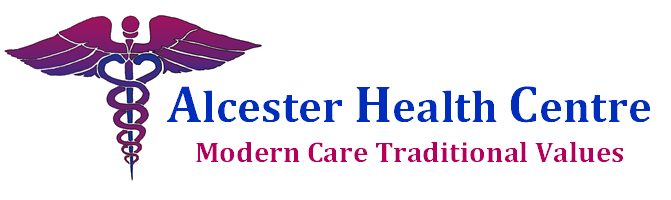 Alcester Health Centre
Modern Care Traditional Values